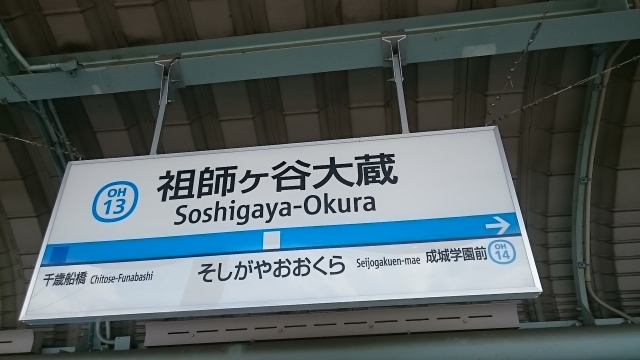 OH
13
祖師ヶ谷大蔵
Soshigaya-Okura
千歳船橋 Chitose-Funabashi
そしがやおおくら
Seijogakuen-mae 成城学園前
OH
14